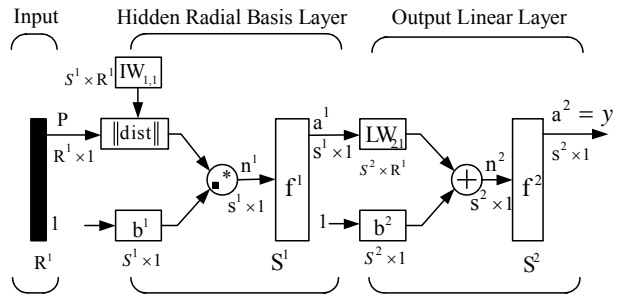 Input
Hidden Radial Basis Layer
Output Linear Layer
IW1,1
S¹ × R¹
P
R¹ × 1
‖dist‖
a¹
s¹ × 1
LW21
S² × R¹
a² = y
s² × 1
n¹
s¹ × 1
.*
f¹
n²
s² × 1
+
f²
1
b¹
S¹ × 1
1
b²
S² × 1
R¹
S¹
S²